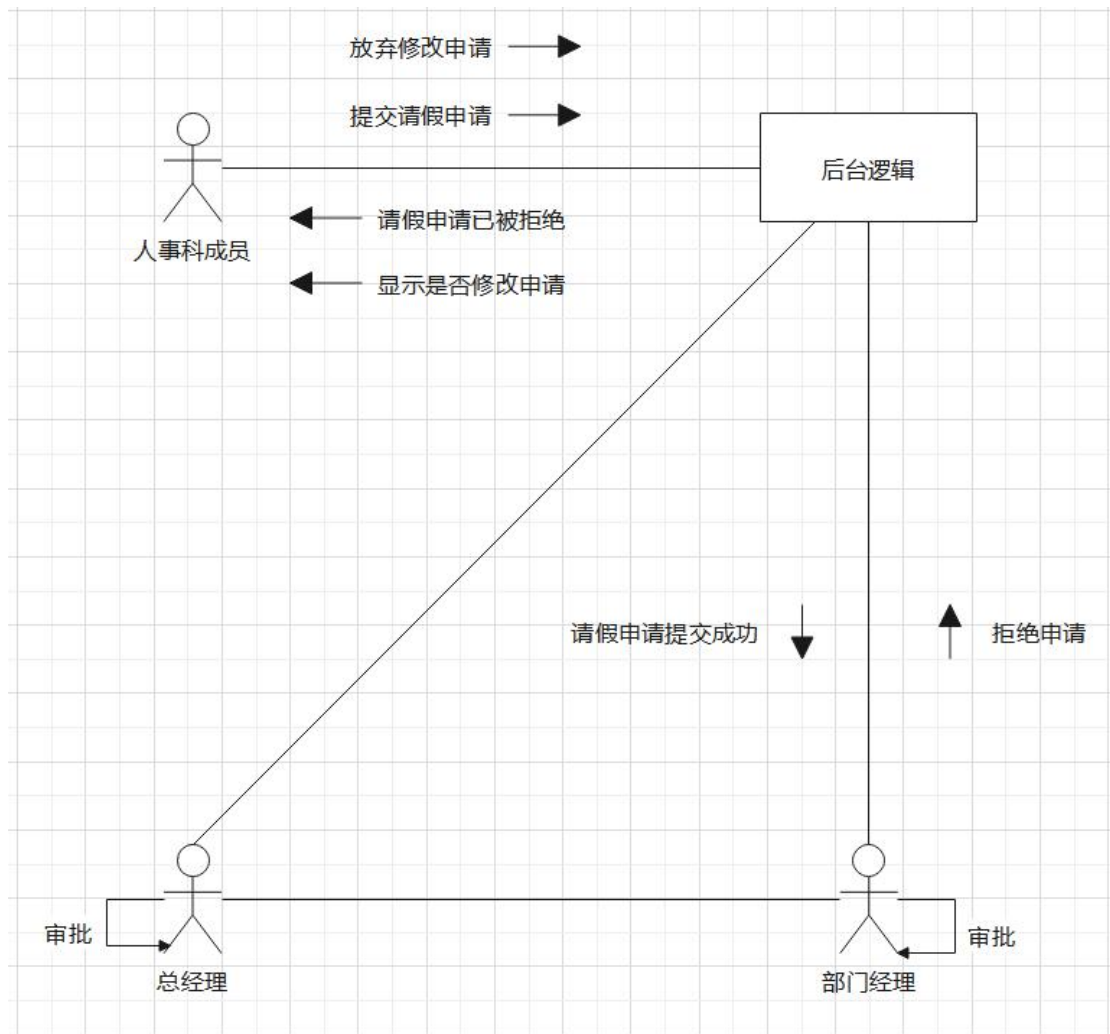 放弃修改申请
提交请假申请
后台逻辑
请假申请已被拒绝
人事科成员
显示是否修改申请
请假申请提交成功
拒绝申请
审批
审批
总经理
部门经理